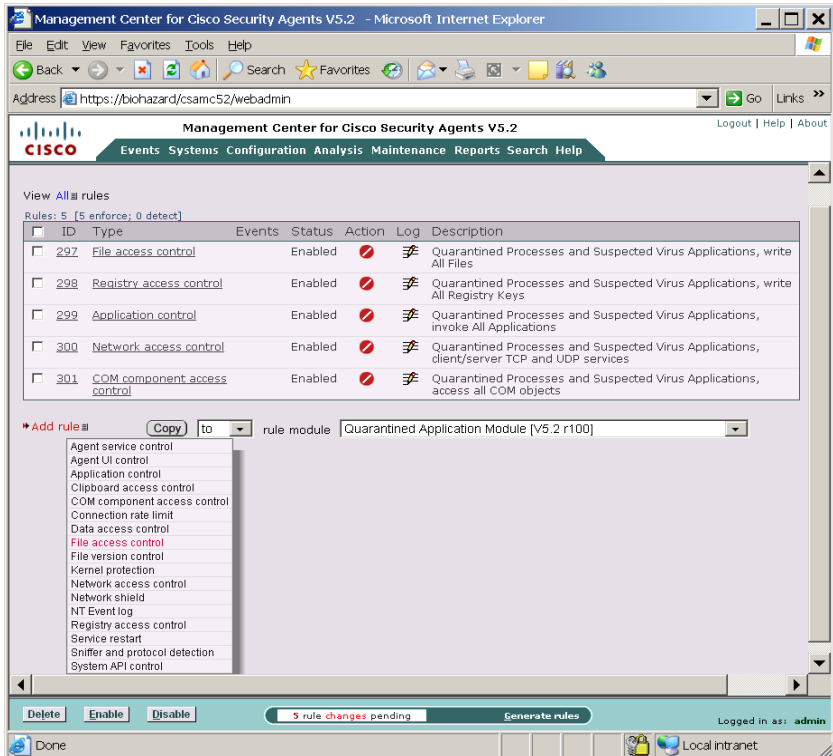 Management Center for Cisco Security Agents V5.2 - Microsoft Internet Explorer
File Edit View Favorites Tools Help
Back Search Favorites
Address https://biohazard/csamc52/webadmin Go Links »
Management Center for Cisco Security Agents V5.2 Logout | Help | About
CISCO
Events Systems Configuration Analysis Maintenance Reports Search Help
View All rules
Rules: 5 [5 enforce; 0 detect]
ID Type Events Status Action Log Description
297 File access control Enabled Quarantined Processes and Suspected Virus Applications, write
All Files
298 Registry access control Enabled Quarantined Processes and Suspected Virus Applications, write
All Registry Keys
299 Application control Enabled Quarantined Processes and Suspected Virus Applications,
invoke All Applications
300 Network access control Enabled Quarantined Processes and Suspected Virus Applications,
client/server TCP and UDP services
301 COM component access Enabled Quarantined Processes and Suspected Virus Applications,
control access all COM objects
Add rule Copy to rule module Quarantined Application Module [V5.2 r100]
Agent service control
Agent UI control
Application control
Clipboard access control
COM component access control
Connection rate limit
Data access control
File access control
File version control
Kernel protection
Network access control
Network shield
NT Event log
Registry access control
Service restart
Sniffer and protocol detection
System API control
Delete Enable Disable 5 rule changes pending Generate rules
Logged in as: admin
Done Local intranet